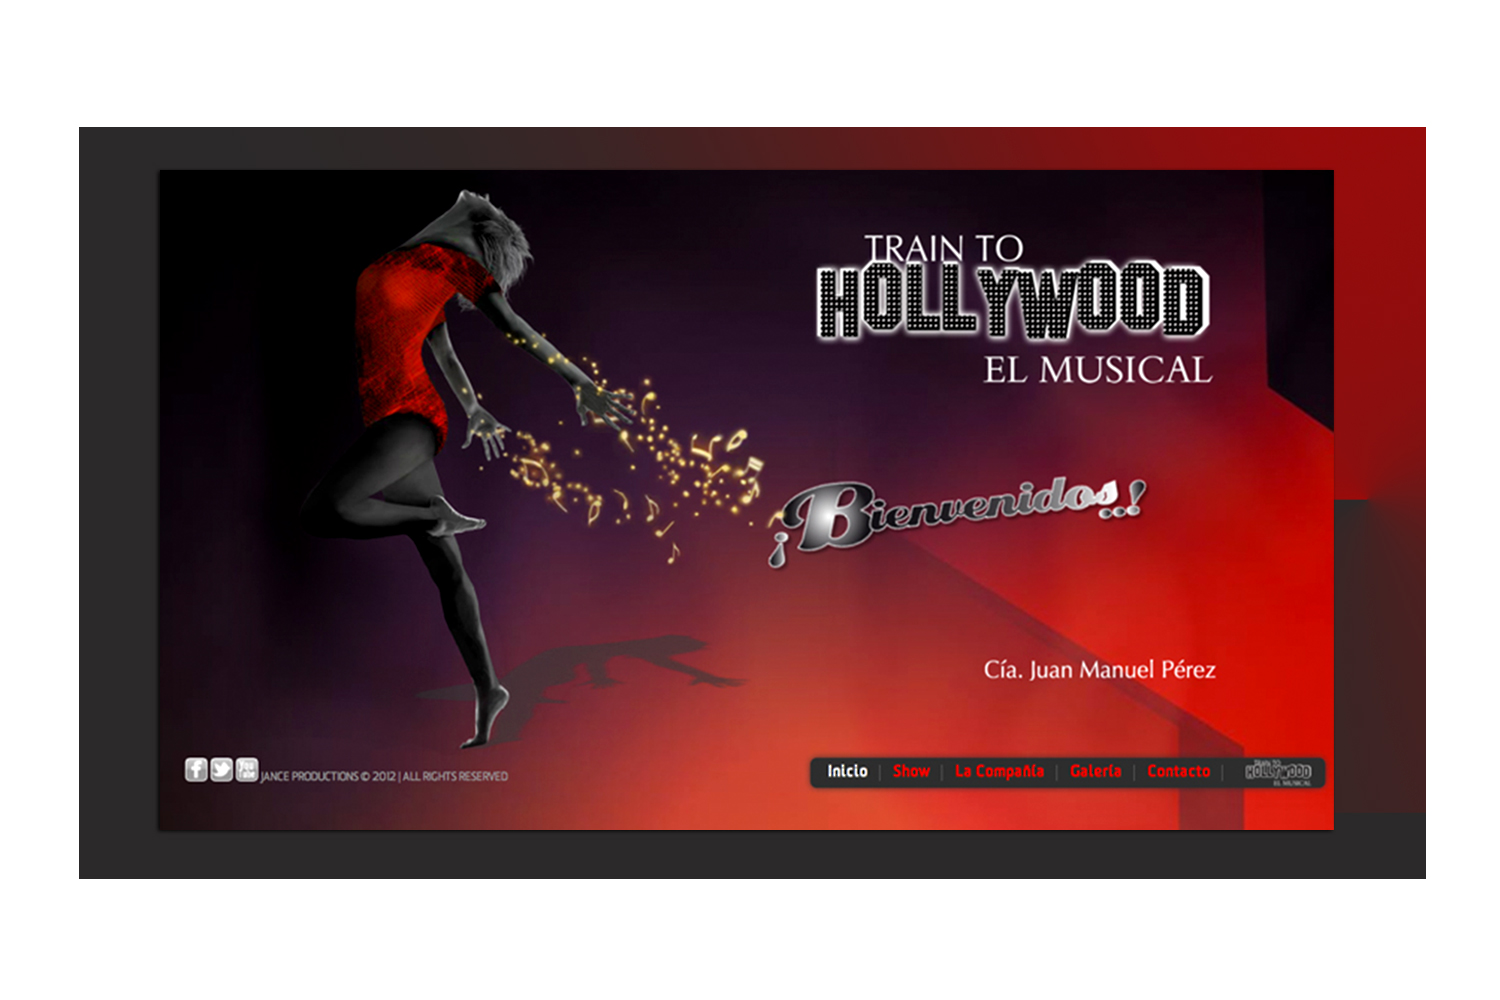 TRAIN TO
HOLLYWOOD
EL MUSICAL
¡Bienvenidos..!
Cía. Juan Manuel Pérez
f You Tube JANCE PRODUCTIONS © 2012 | ALL RIGHTS RESERVED
Inicio | Show | La Compañía | Galería | Contacto |
TRAIN TO
HOLLYWOOD
EL MUSICAL